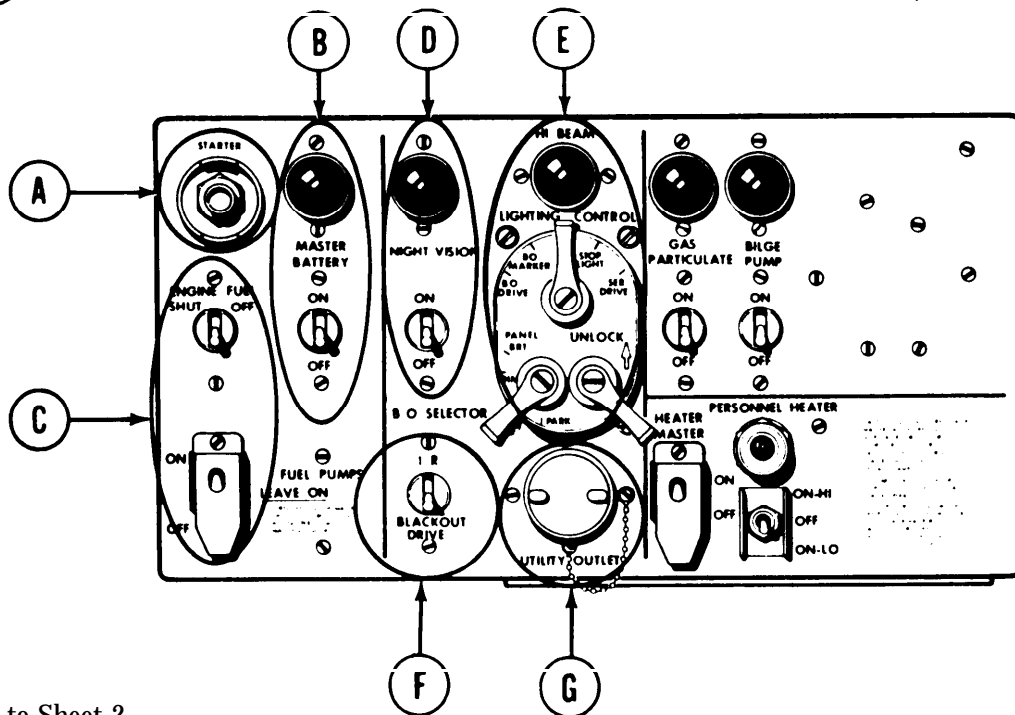 B
D
E
A
STARTER
HI BEAM
LIGHTING CONTROL
MASTER
BATTERY
NIGHT VISION
GAS
PARTICULATE
BILGE
PUMP
BO
MARKER
STOP
LIGHT
BO
DRIVE
SER
DRIVE
ENGINE FUEL
SHUT OFF
ON
OFF
ON
OFF
PANEL
BRT
UNLOCK
PARK
ON
OFF
ON
OFF
C
B O SELECTOR
I R
BLACKOUT
DRIVE
ON
OFF
FUEL PUMPS
LEAVE ON
UTILITY OUTLET
HEATER
MASTER
ON
OFF
PERSONNEL HEATER
ON-HI
OFF
ON-LO
F
G
to Sheet 2